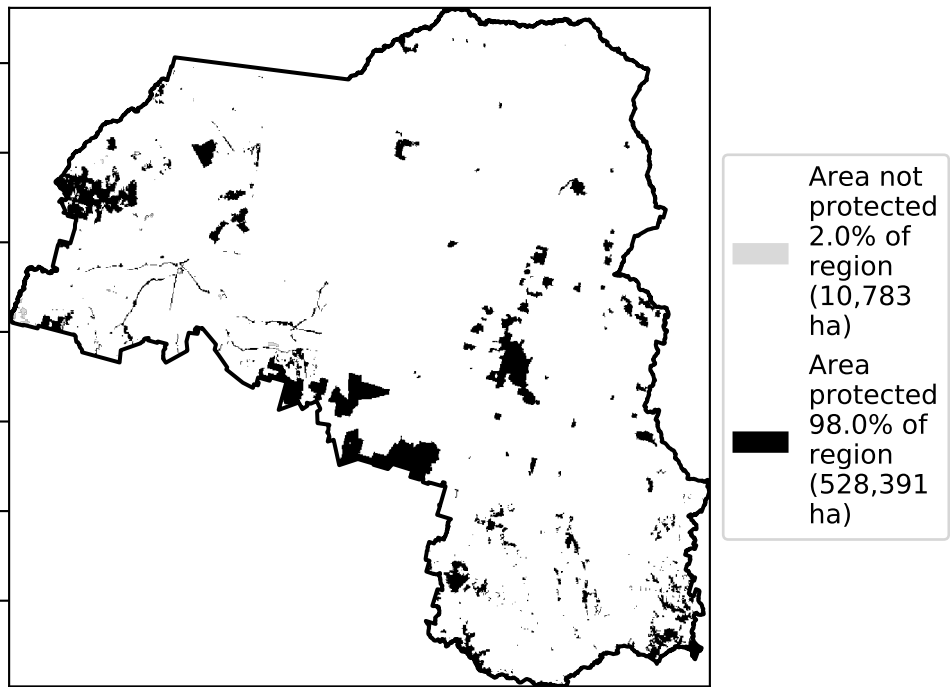 Area not
protected
2.0% of
region
(10,783
ha)
Area
protected
98.0% of
region
(528,391
ha)